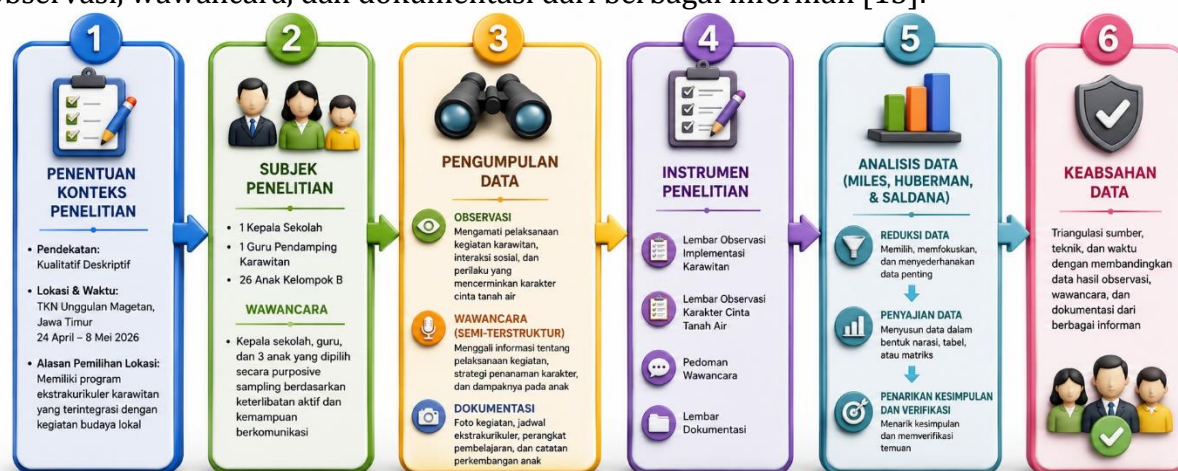 observasi, wawancara, dan dokumentasi dari berbagai informan [15].
1
PENENTUAN
KONTEKS
PENELITIAN
• Pendekatan:
Kualitatif Deskriptif
• Lokasi & Waktu:
TKN Unggulan Magetan,
Jawa Timur
24 April – 8 Mei 2026
• Alasan Pemilihan Lokasi:
Memiliki program
ekstrakurikuler karawitan
yang terintegrasi dengan
kegiatan budaya lokal
2
SUBJEK
PENELITIAN
• 1 Kepala Sekolah
• 1 Guru Pendamping
Karawitan
• 26 Anak Kelompok B
WAWANCARA
• Kepala sekolah, guru,
dan 3 anak yang dipilih
secara purposive
sampling berdasarkan
keterlibatan aktif dan
kemampuan
berkomunikasi
3
PENGUMPULAN
DATA
OBSERVASI
Mengamati pelaksanaan
kegiatan karawitan,
interaksi sosial, dan
perilaku yang
mencerminkan karakter
cinta tanah air
WAWANCARA
(SEMI-TERSTRUKTUR)
Menggali informasi tentang
pelaksanaan kegiatan,
strategi penanaman karakter,
dan dampaknya pada anak
DOKUMENTASI
Foto kegiatan, jadwal
ekstrakurikuler, perangkat
pembelajaran, dan catatan
perkembangan anak
4
INSTRUMEN
PENELITIAN
Lembar Observasi
Implementasi
Karawitan
Lembar Observasi
Karakter Cinta
Tanah Air
Pedoman
Wawancara
Lembar
Dokumentasi
5
ANALISIS DATA
(MILES, HUBERMAN,
& SALDANA)
REDUKSI DATA
Memilih, memfokuskan,
dan menyederhanakan
data penting
PENYAJIAN DATA
Menyusun data dalam
bentuk narasi, tabel,
atau matriks
PENARIKAN KESIMPULAN
DAN VERIFIKASI
Menarik kesimpulan
dan memverifikasi
temuan
6
KEABSAHAN
DATA
Triangulasi sumber,
teknik, dan waktu
dengan membandingkan
data hasil observasi,
wawancara, dan
dokumentasi dari
berbagai informan